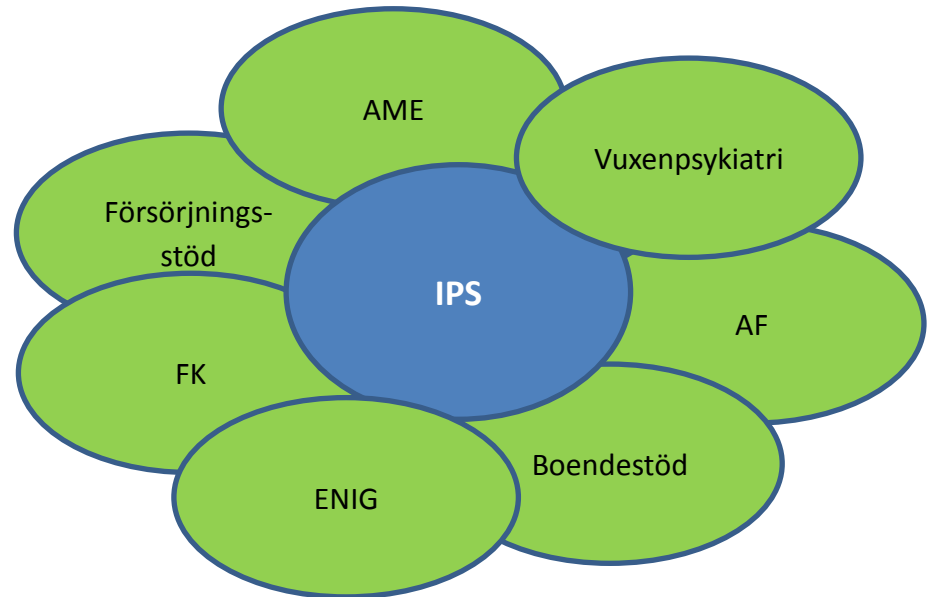 AME
Vuxenpsykiatri
Försörjnings-
stöd
IPS
AF
FK
Boendestöd
ENIG